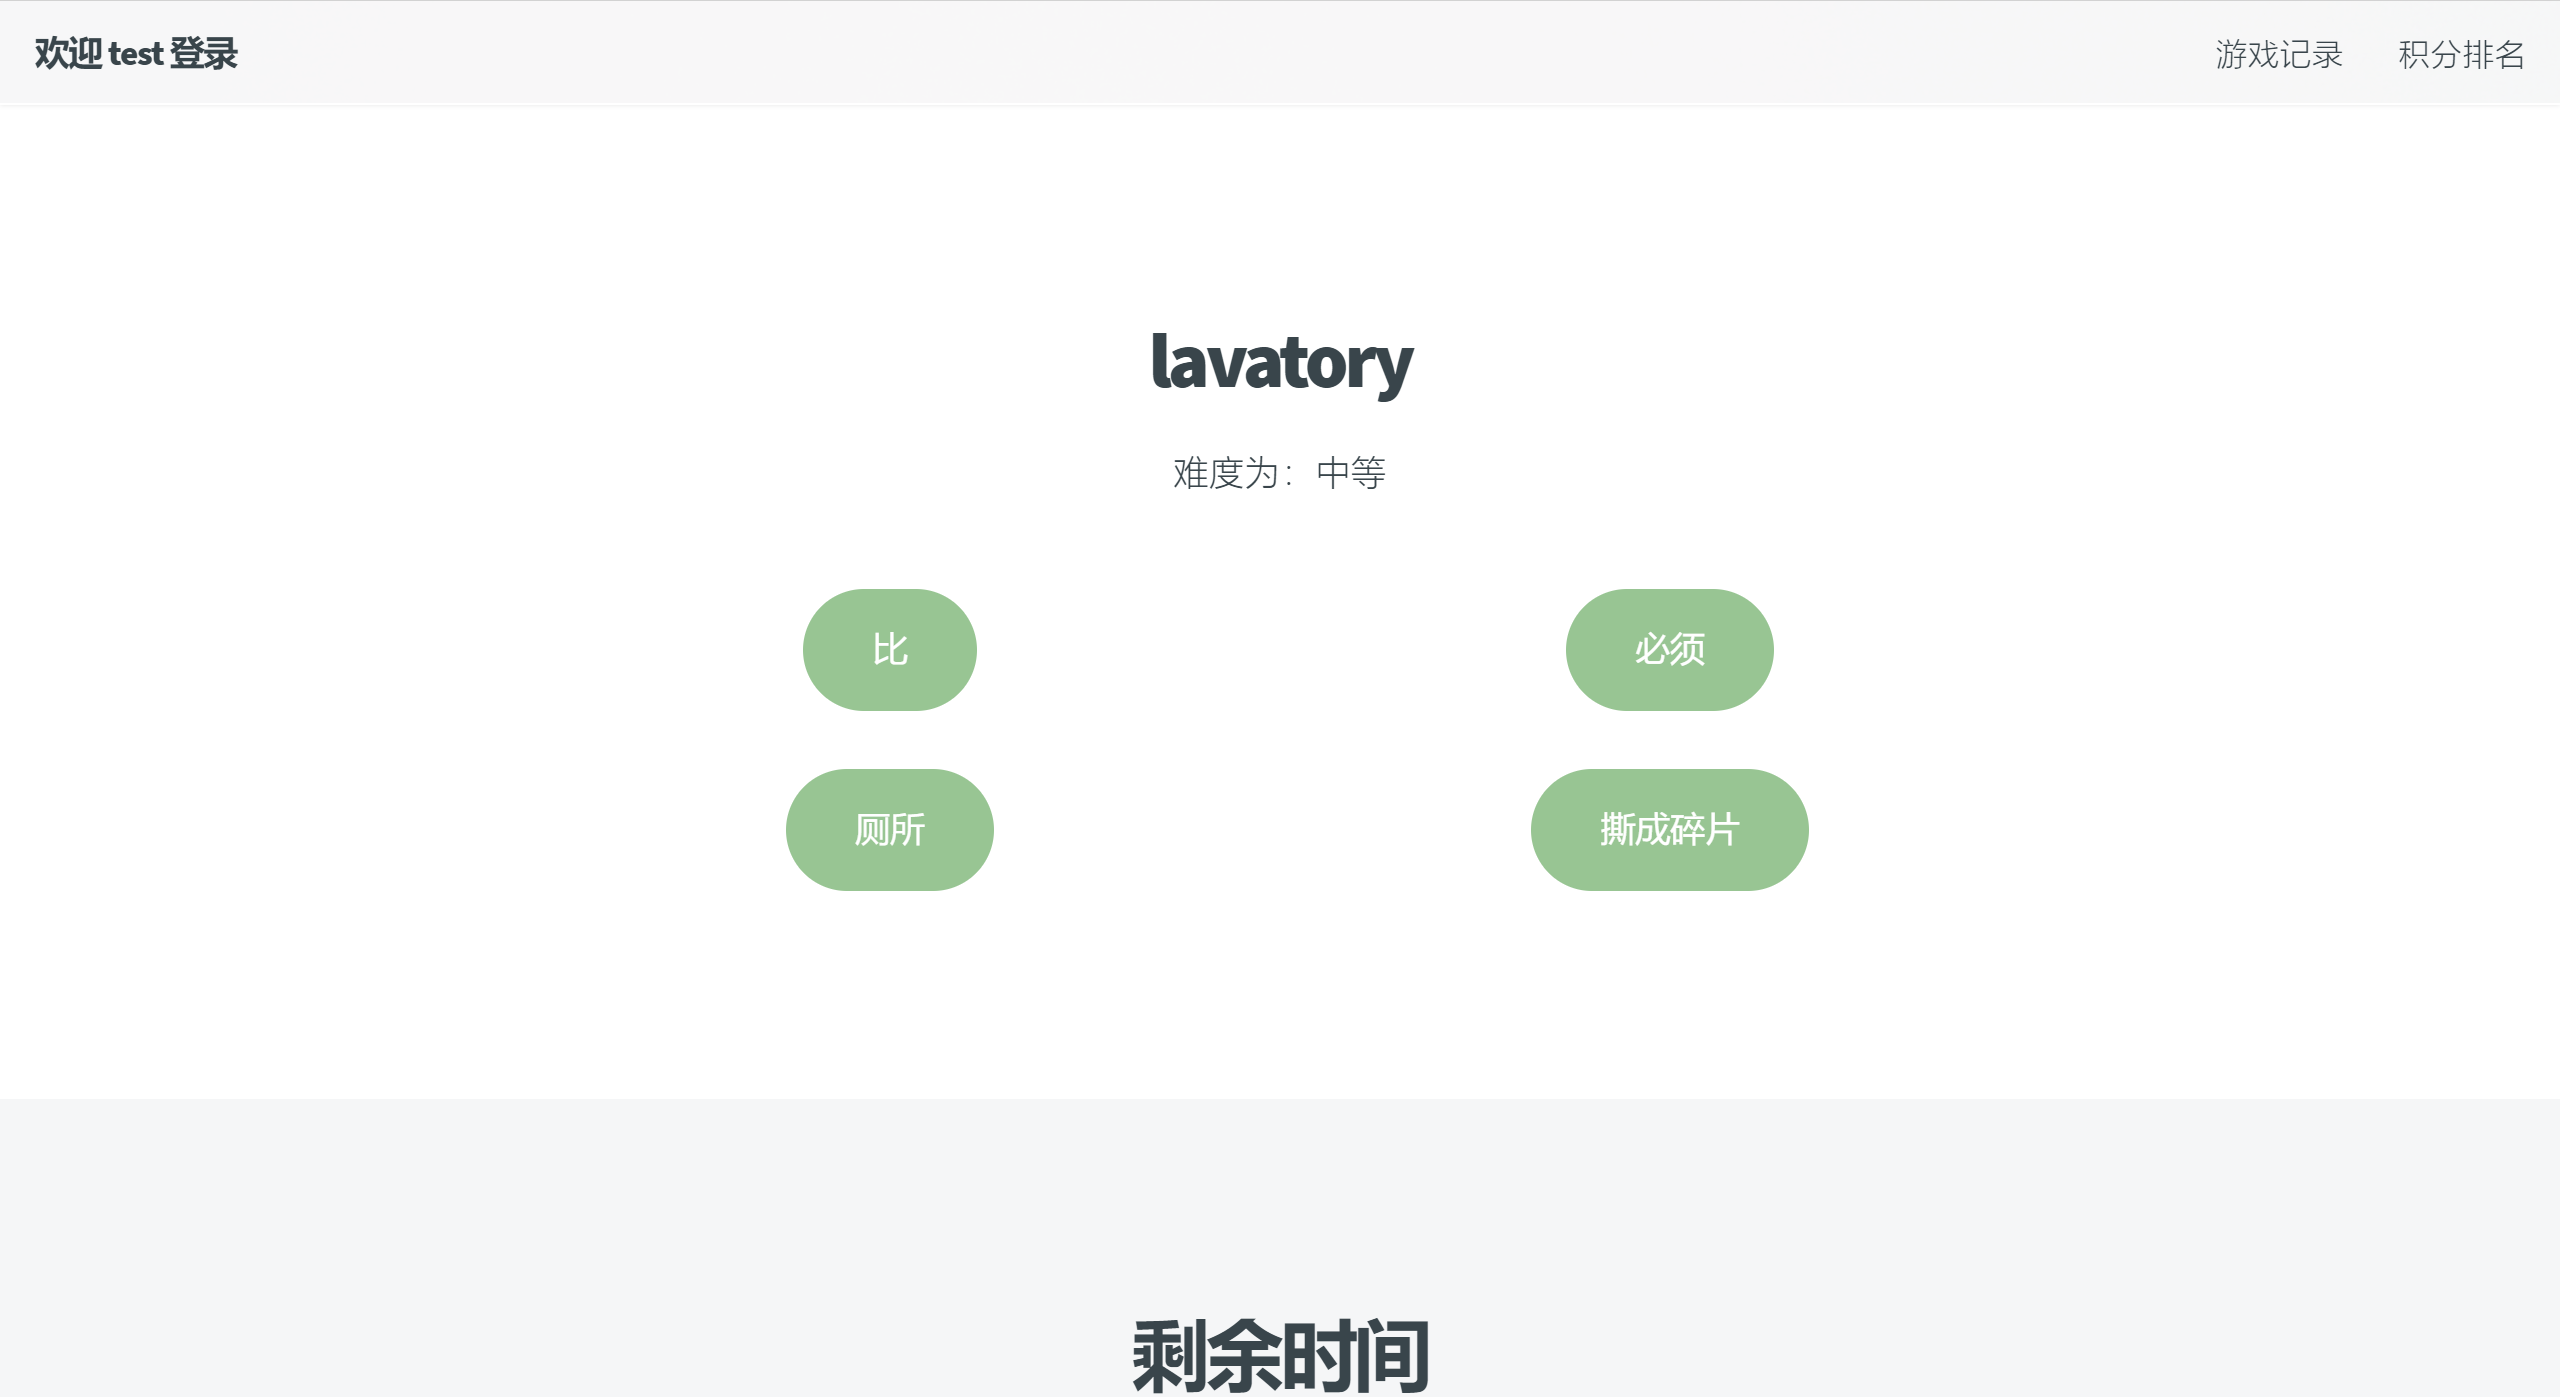 欢迎 test 登录
游戏记录 积分排名
lavatory
难度为：中等
比 必须
厕所 撕成碎片
剩余时间